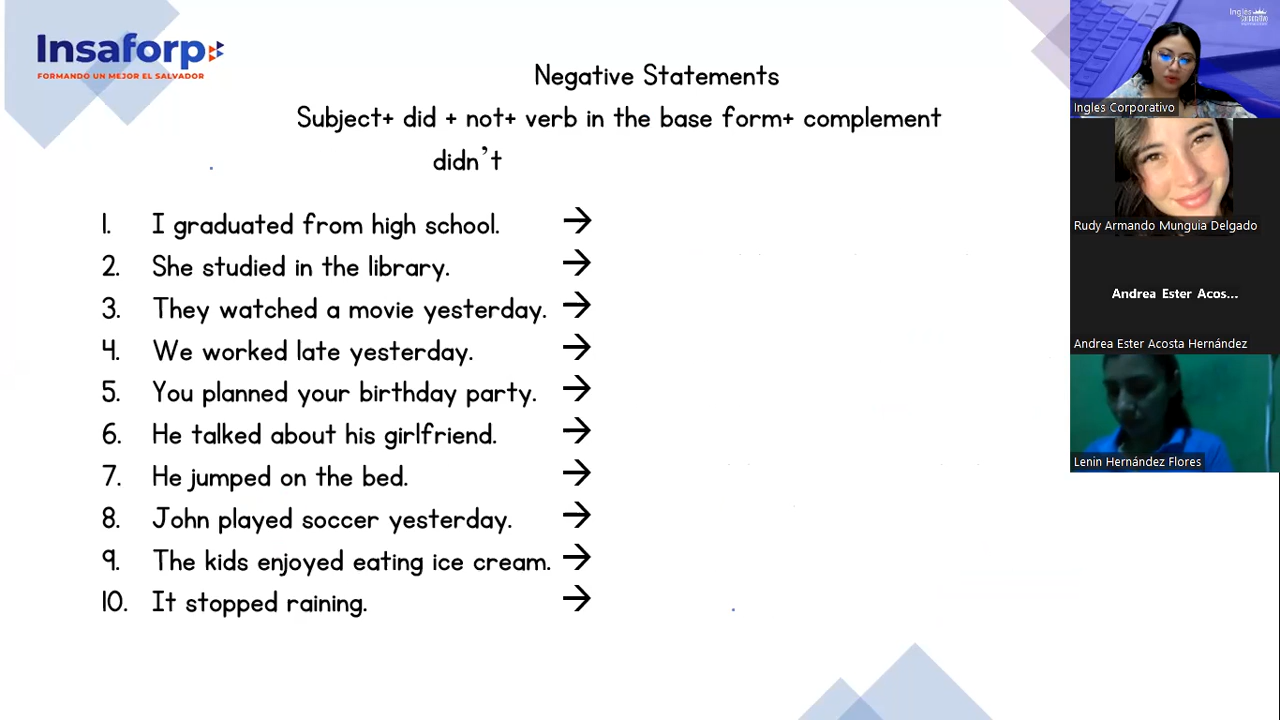 Insaforp
FORMANDO UN MEJOR EL SALVADOR
Negative Statements
Subject+ did + not+ verb in the base form+ complement
didn't
1. I graduated from high school. →
2. She studied in the library. →
3. They watched a movie yesterday. →
4. We worked late yesterday. →
5. You planned your birthday party. →
6. He talked about his girlfriend. →
7. He jumped on the bed. →
8. John played soccer yesterday. →
9. The kids enjoyed eating ice cream. →
10. It stopped raining. →
Ingles Corporativo
Rudy Armando Munguia Delgado
Andrea Ester Acos...
Andrea Ester Acosta Hernández
Lenin Hernández Flores